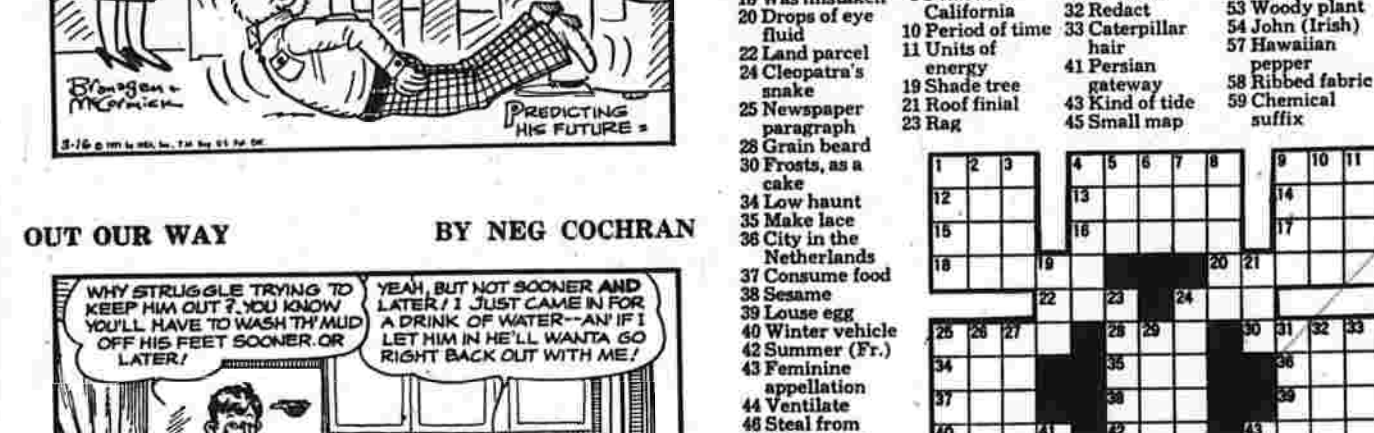 Bronagen &
McCormick
PREDICTING
HIS FUTURE =
3-16
OUT OUR WAY
BY NEG COCHRAN
WHY STRUGGLE TRYING TO
KEEP HIM OUT? YOU KNOW
YOU'LL HAVE TO WASH TH' MUD
OFF HIS FEET SOONER OR
LATER!
YEAH, BUT NOT SOONER AND
LATER! I JUST CAME IN FOR
A DRINK OF WATER--AN' IF I
LET HIM IN HE'LL WANTA GO
RIGHT BACK OUT WITH ME!
18 Was mistaken
20 Drops of eye
fluid
22 Land parcel
24 Cleopatra's
snake
25 Newspaper
paragraph
28 Grain beard
30 Frosts, as a
cake
34 Low haunt
35 Make lace
36 City in the
Netherlands
37 Consume food
38 Sesame
39 Louse egg
40 Winter vehicle
42 Summer (Fr.)
43 Feminine
appellation
44 Ventilate
46 Steal from
California
10 Period of time
11 Units of
energy
19 Shade tree
21 Roof finial
23 Rag
32 Redact
33 Caterpillar
hair
41 Persian
gateway
43 Kind of tide
45 Small map
53 Woody plant
54 John (Irish)
57 Hawaiian
pepper
58 Ribbed fabric
59 Chemical
suffix
1 2 3 4 5 6 7 8 9 10 11
12 13 14
15 16 17
18 19 20 21
22 23 24
25 26 27 28 29 30 31 32 33
34 35 36
37 38 39
40 41 42 43